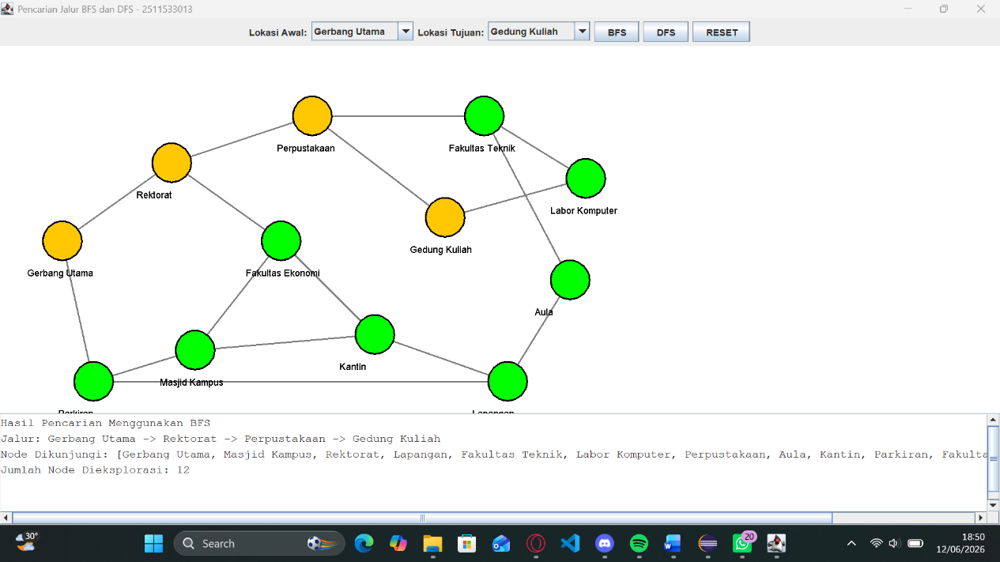 Pencarian Jalur BFS dan DFS - 2511533013
Lokasi Awal: Gerbang Utama Lokasi Tujuan: Gedung Kuliah BFS DFS RESET
Perpustakaan
Fakultas Teknik
Rektorat
Labor Komputer
Gedung Kuliah
Gerbang Utama
Fakultas Ekonomi
Aula
Kantin
Masjid Kampus
Parkiran
Lapangan
Hasil Pencarian Menggunakan BFS
Jalur: Gerbang Utama -> Rektorat -> Perpustakaan -> Gedung Kuliah
Node Dikunjungi: [Gerbang Utama, Masjid Kampus, Rektorat, Lapangan, Fakultas Teknik, Labor Komputer, Perpustakaan, Aula, Kantin, Parkiran, Fakulta
Jumlah Node Dieksplorasi: 12
30°
Search
20
18:50
12/06/2026